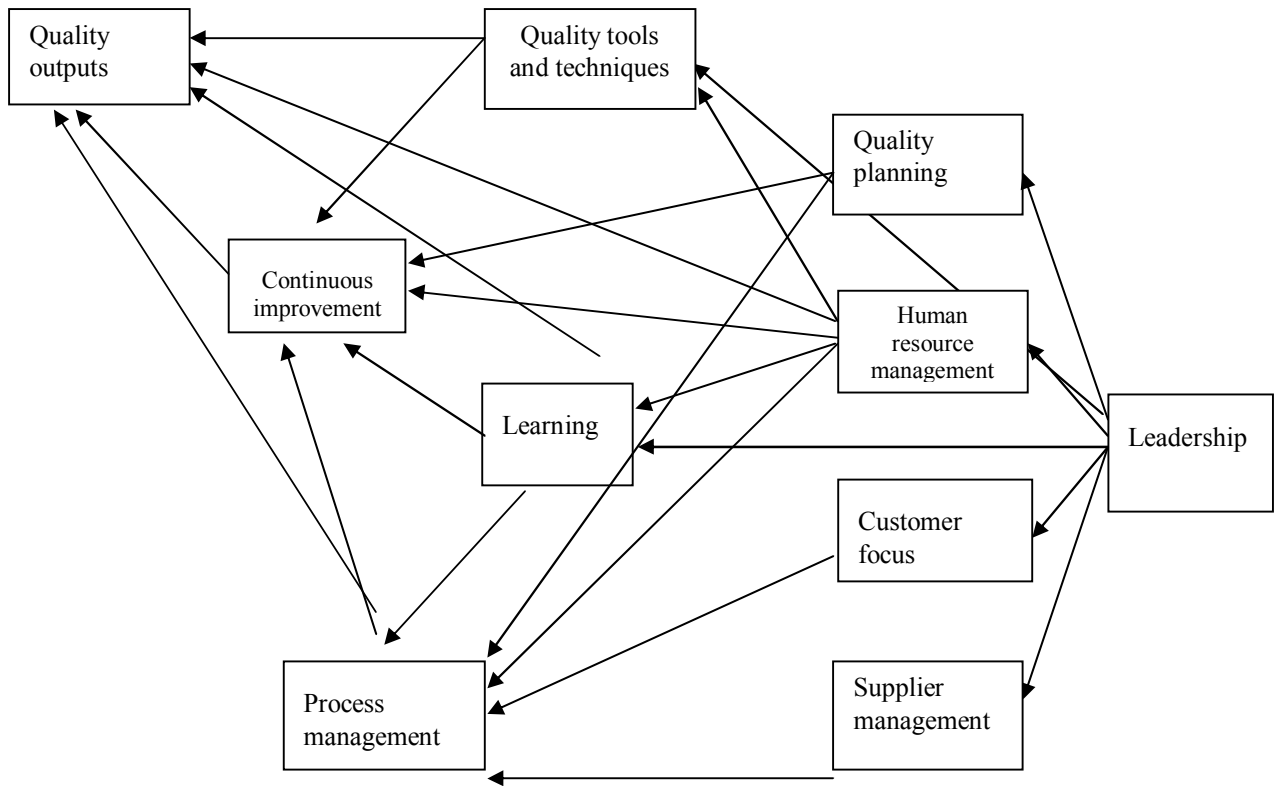 Quality
outputs
Quality tools
and techniques
Quality
planning
Continuous
improvement
Human
resource
management
Learning
Leadership
Customer
focus
Process
management
Supplier
management